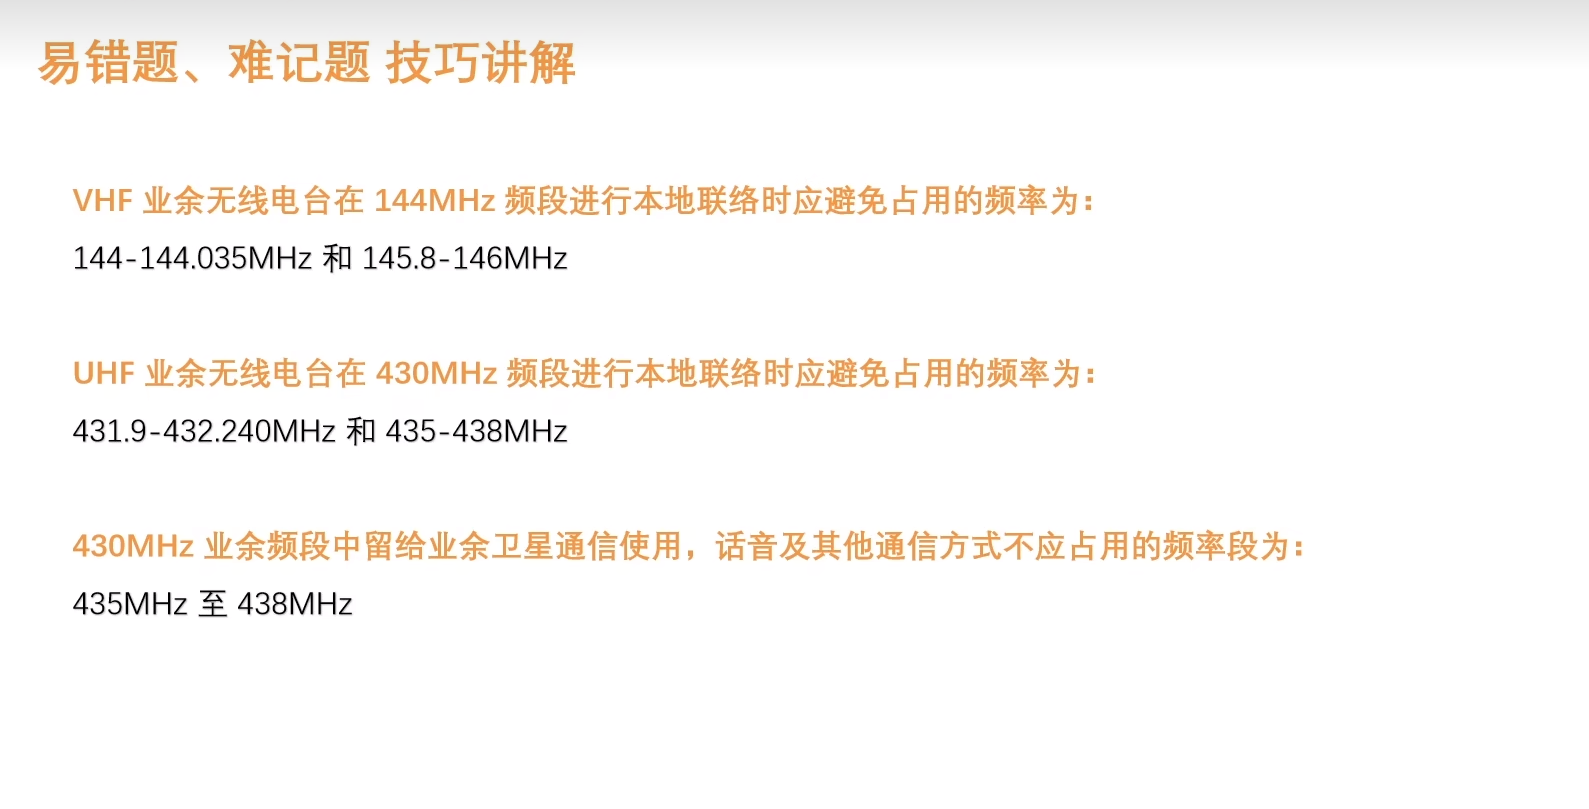 易错题、难记题 技巧讲解
VHF 业余无线电台在 144MHz 频段进行本地联络时应避免占用的频率为：
144-144.035MHz 和 145.8-146MHz
UHF 业余无线电台在 430MHz 频段进行本地联络时应避免占用的频率为：
431.9-432.240MHz 和 435-438MHz
430MHz 业余频段中留给业余卫星通信使用，话音及其他通信方式不应占用的频率段为：
435MHz 至 438MHz